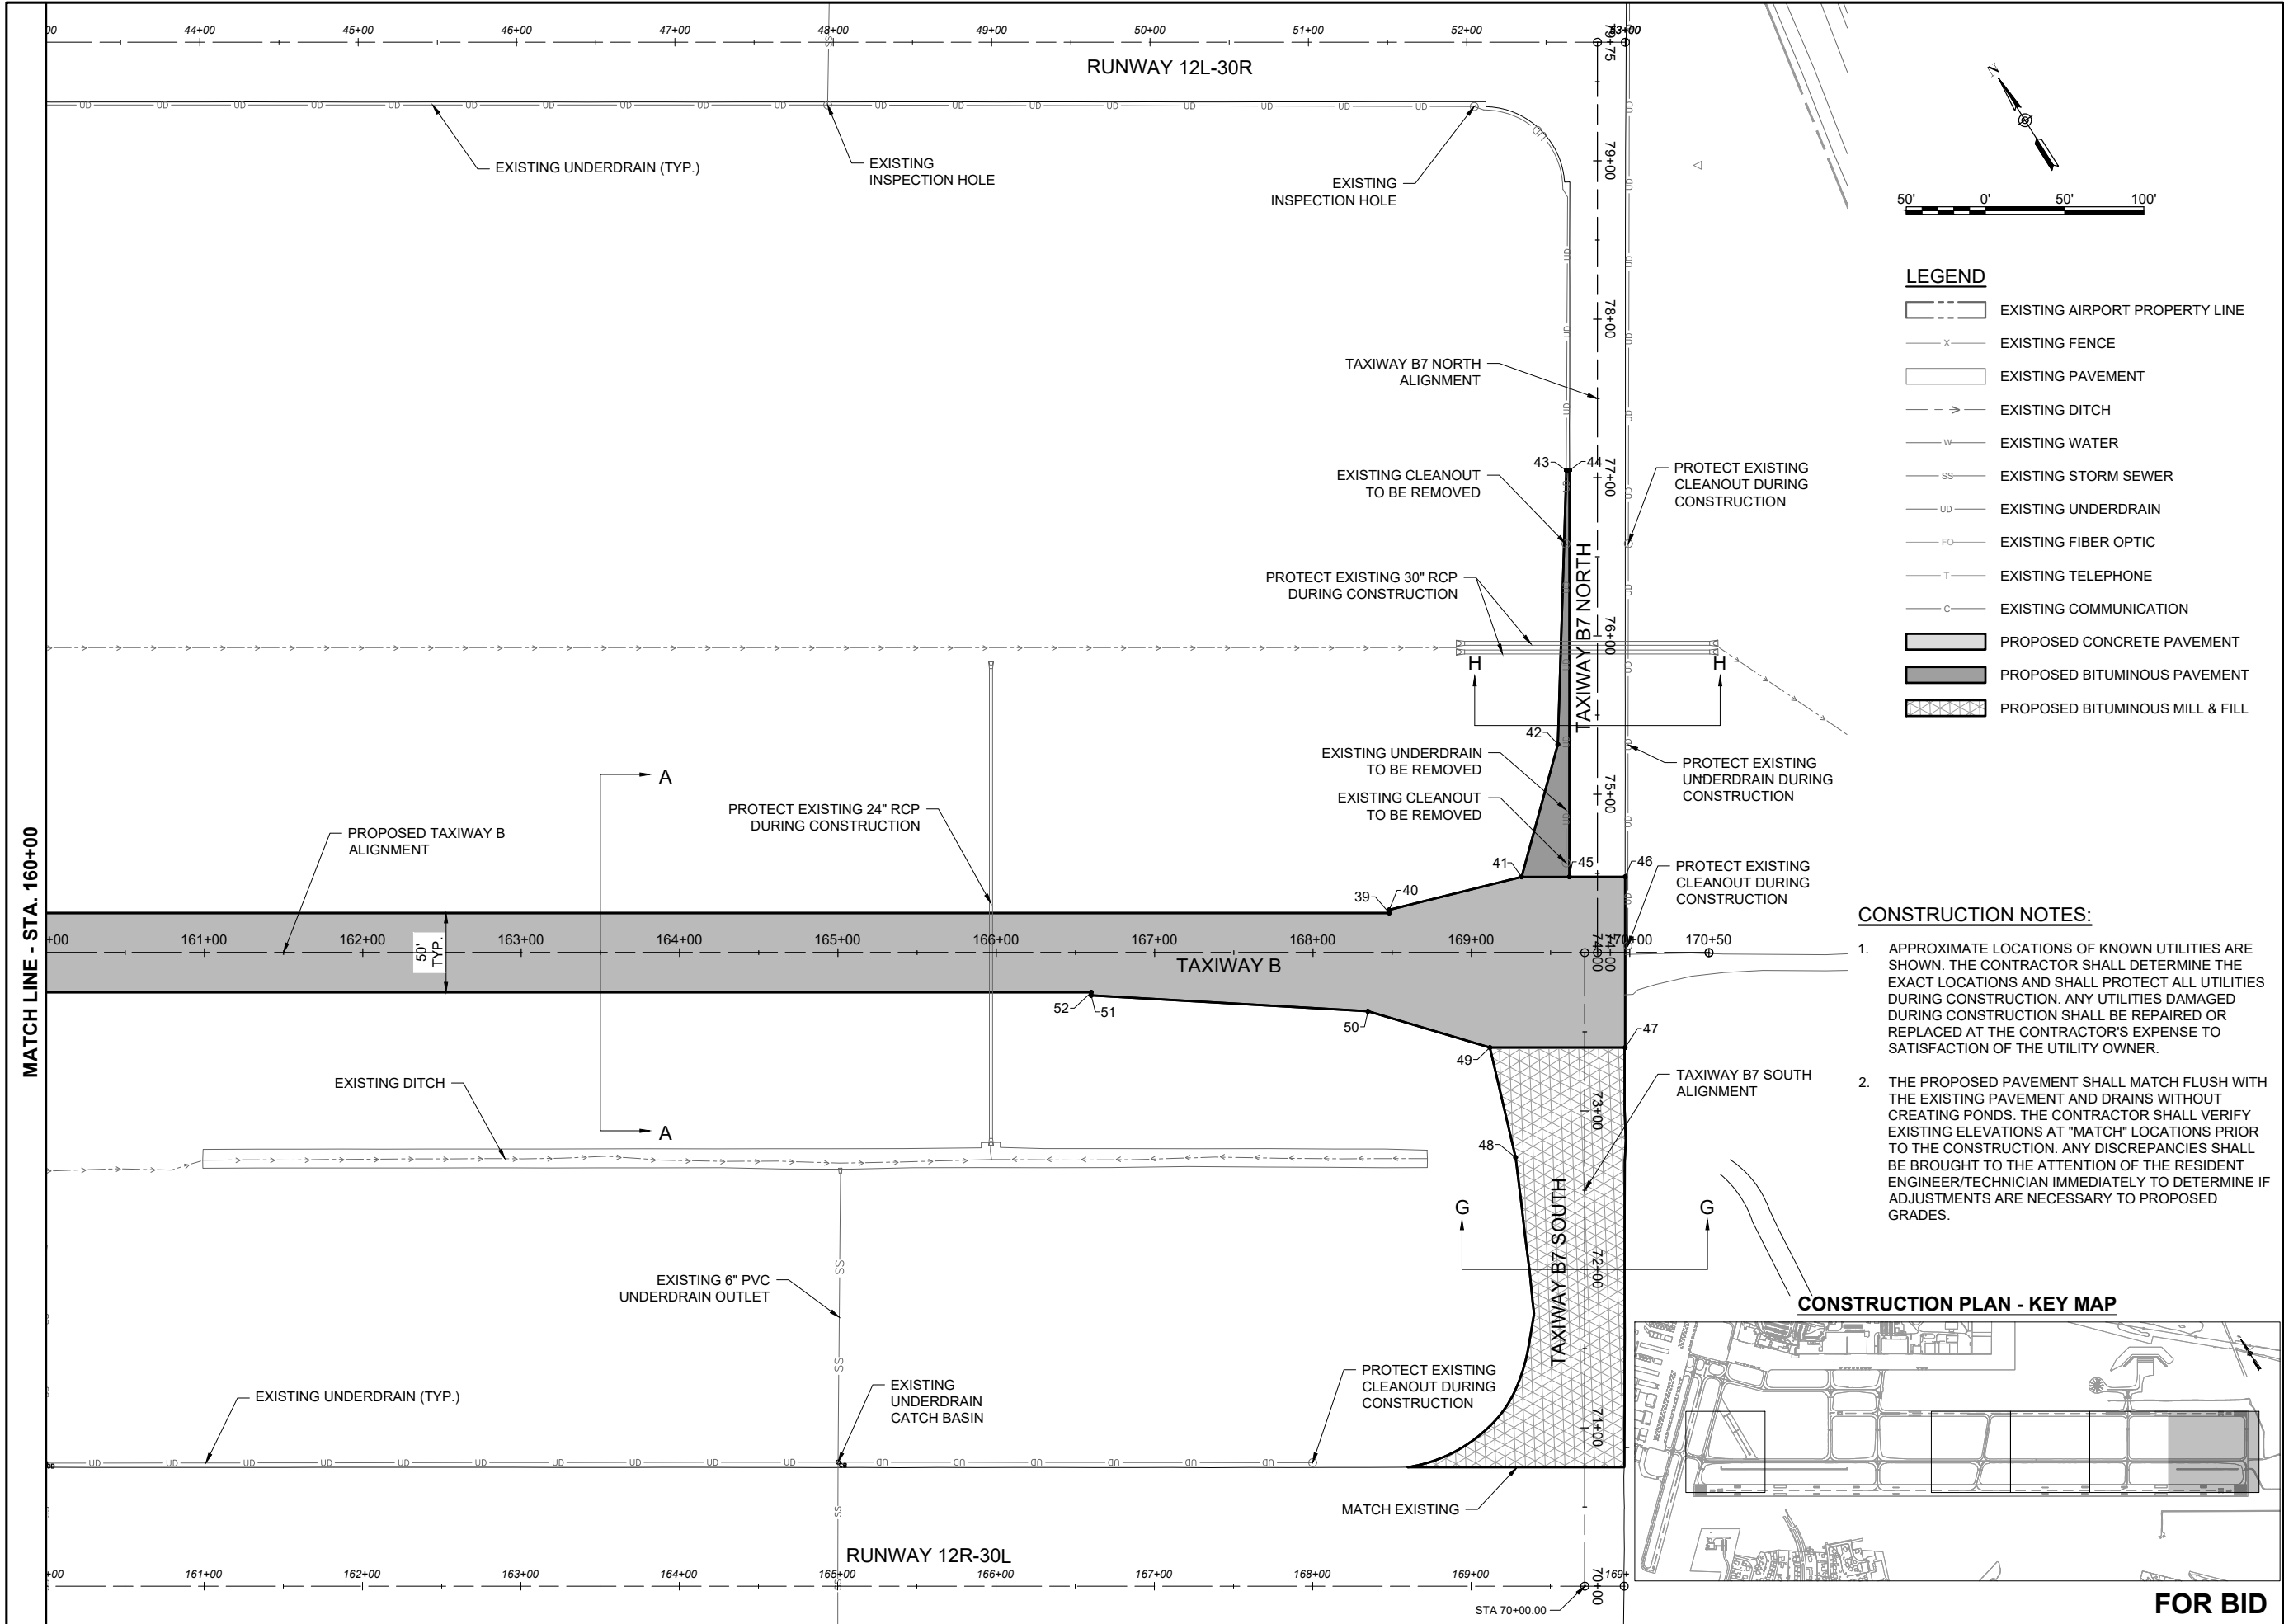 00 44+00 45+00 46+00 47+00 48+00 49+00 50+00 51+00 52+00 53+00
79+75
RUNWAY 12L-30R
N
50' 0' 50' 100'
EXISTING UNDERDRAIN (TYP.)
EXISTING
INSPECTION HOLE
EXISTING
INSPECTION HOLE
79+00
78+00
77+00
76+00
75+00
TAXIWAY B7 NORTH
ALIGNMENT
43 44
EXISTING CLEANOUT
TO BE REMOVED
PROTECT EXISTING
CLEANOUT DURING
CONSTRUCTION
PROTECT EXISTING 30" RCP
DURING CONSTRUCTION
TAXIWAY B7 NORTH
H H
42
EXISTING UNDERDRAIN
TO BE REMOVED
EXISTING CLEANOUT
TO BE REMOVED
PROTECT EXISTING
UNDERDRAIN DURING
CONSTRUCTION
LEGEND
EXISTING AIRPORT PROPERTY LINE
X EXISTING FENCE
EXISTING PAVEMENT
EXISTING DITCH
W EXISTING WATER
SS EXISTING STORM SEWER
UD EXISTING UNDERDRAIN
FO EXISTING FIBER OPTIC
T EXISTING TELEPHONE
C EXISTING COMMUNICATION
PROPOSED CONCRETE PAVEMENT
PROPOSED BITUMINOUS PAVEMENT
PROPOSED BITUMINOUS MILL & FILL
MATCH LINE - STA. 160+00
A
PROPOSED TAXIWAY B
ALIGNMENT
PROTECT EXISTING 24" RCP
DURING CONSTRUCTION
41 45 46
39 40
PROTECT EXISTING
CLEANOUT DURING
CONSTRUCTION
+00 161+00 162+00 163+00 164+00 165+00 166+00 167+00 168+00 169+00 170+00 170+50
50'
TYP.
TAXIWAY B
52 51 50 49 47 48
A
EXISTING DITCH
TAXIWAY B7 SOUTH
ALIGNMENT
73+00
72+00
71+00
70+00
TAXIWAY B7 SOUTH
G G
EXISTING 6" PVC
UNDERDRAIN OUTLET
EXISTING UNDERDRAIN (TYP.)
EXISTING
UNDERDRAIN
CATCH BASIN
PROTECT EXISTING
CLEANOUT DURING
CONSTRUCTION
MATCH EXISTING
RUNWAY 12R-30L
+00 161+00 162+00 163+00 164+00 165+00 166+00 167+00 168+00 169+00 169+
STA 70+00.00
CONSTRUCTION NOTES:
1. APPROXIMATE LOCATIONS OF KNOWN UTILITIES ARE
SHOWN. THE CONTRACTOR SHALL DETERMINE THE
EXACT LOCATIONS AND SHALL PROTECT ALL UTILITIES
DURING CONSTRUCTION. ANY UTILITIES DAMAGED
DURING CONSTRUCTION SHALL BE REPAIRED OR
REPLACED AT THE CONTRACTOR'S EXPENSE TO
SATISFACTION OF THE UTILITY OWNER.
2. THE PROPOSED PAVEMENT SHALL MATCH FLUSH WITH
THE EXISTING PAVEMENT AND DRAINS WITHOUT
CREATING PONDS. THE CONTRACTOR SHALL VERIFY
EXISTING ELEVATIONS AT "MATCH" LOCATIONS PRIOR
TO THE CONSTRUCTION. ANY DISCREPANCIES SHALL
BE BROUGHT TO THE ATTENTION OF THE RESIDENT
ENGINEER/TECHNICIAN IMMEDIATELY TO DETERMINE IF
ADJUSTMENTS ARE NECESSARY TO PROPOSED
GRADES.
CONSTRUCTION PLAN - KEY MAP
FOR BID